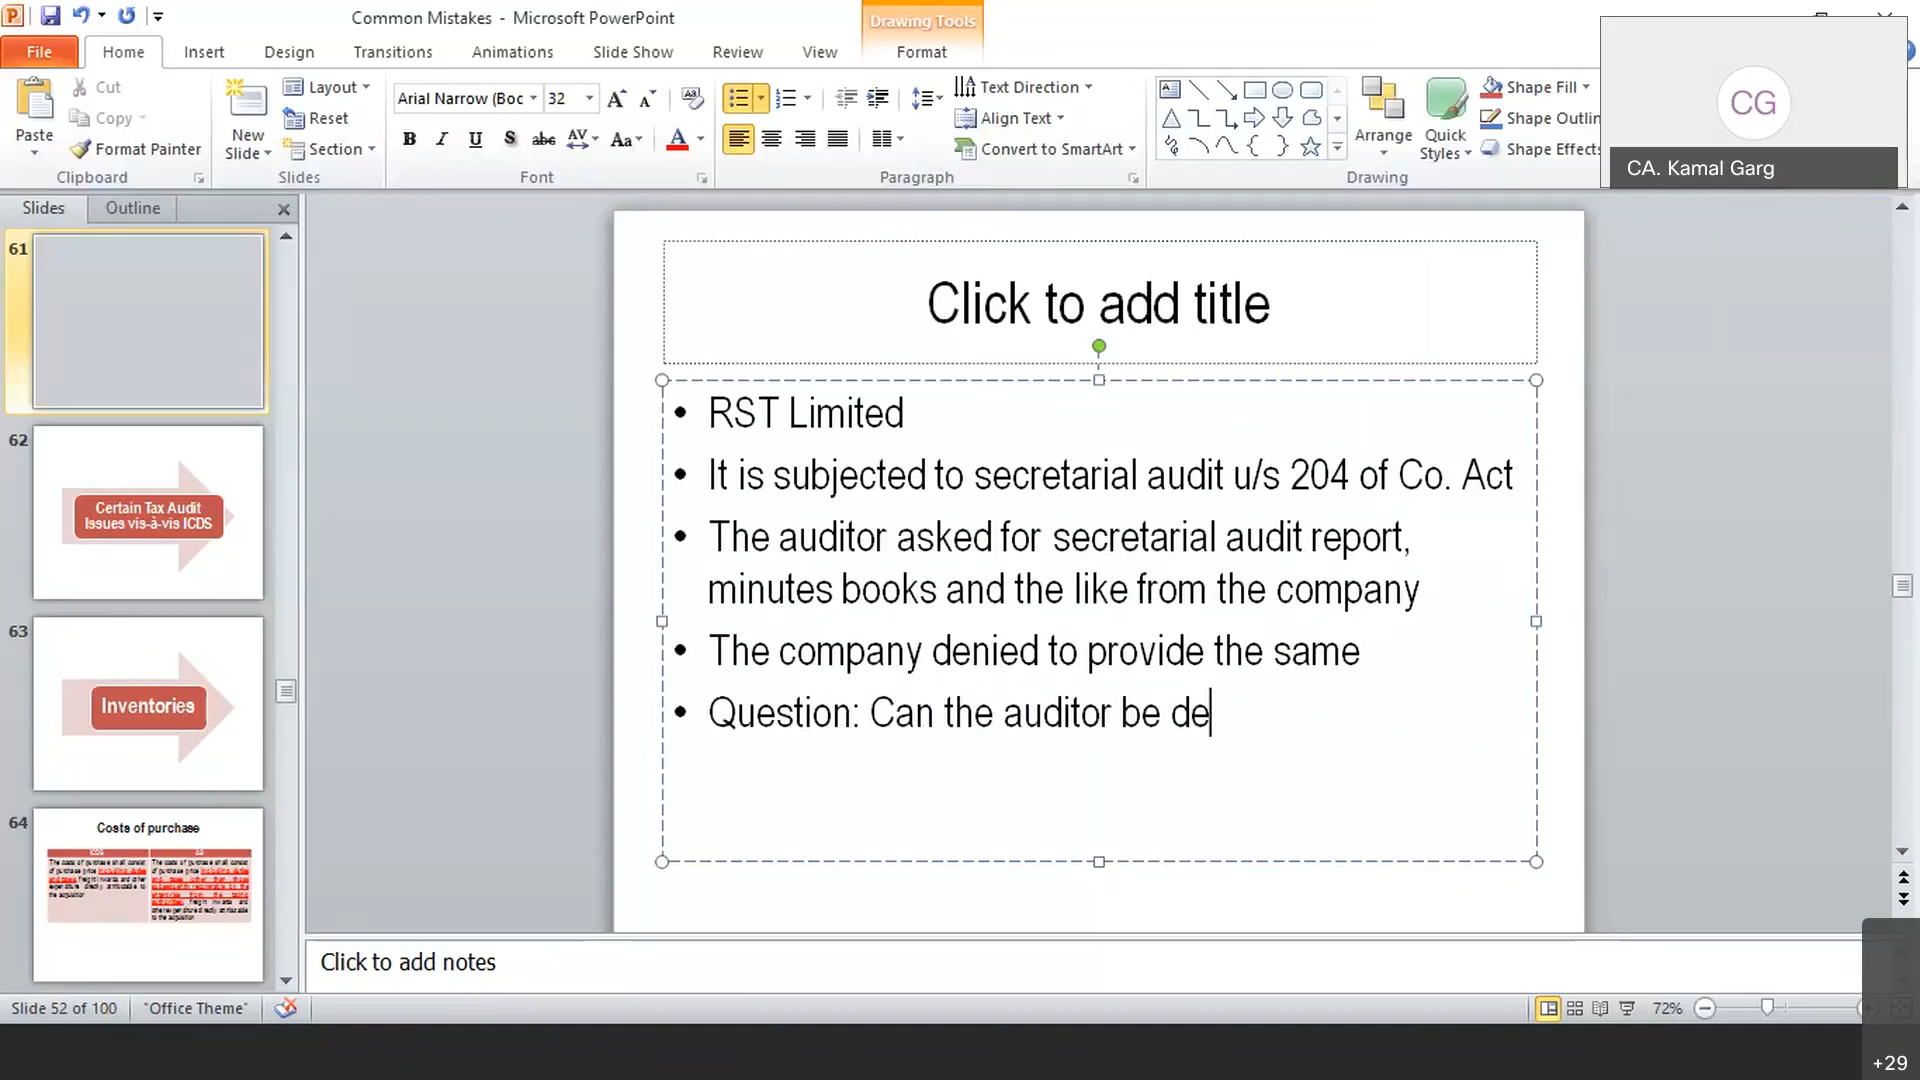 Common Mistakes - Microsoft PowerPoint
Drawing Tools
File
Home
Insert
Design
Transitions
Animations
Slide Show
Review
View
Format
Paste
Cut
Copy
Format Painter
Clipboard
New
Slide
Layout
Reset
Section
Slides
Arial Narrow (Boc
32
Font
Text Direction
Align Text
Convert to SmartArt
Paragraph
Arrange
Quick
Styles
Shape Fill
Shape Outlin
Shape Effects
Drawing
CG
CA. Kamal Garg
Slides
Outline
61
62
Certain Tax Audit
Issues vis-à-vis ICDS
63
Inventories
64
Costs of purchase
Click to add title
• RST Limited
• It is subjected to secretarial audit u/s 204 of Co. Act
• The auditor asked for secretarial audit report,
minutes books and the like from the company
• The company denied to provide the same
• Question: Can the auditor be de
Click to add notes
Slide 52 of 100
"Office Theme"
72%
+29